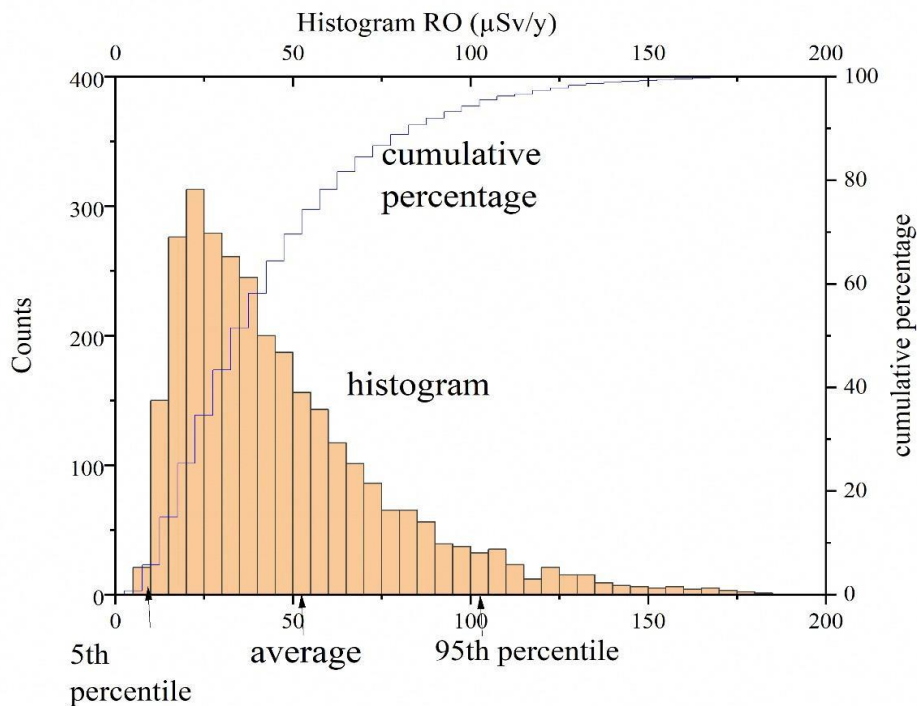 Histogram RO (µSv/y)
0 50 100 150 200
400 100
cumulative
percentage
300 80
60
200
histogram
40
100
20
0 0
Counts
cumulative percentage
0 50 100 150 200
5th
percentile
average
95th percentile